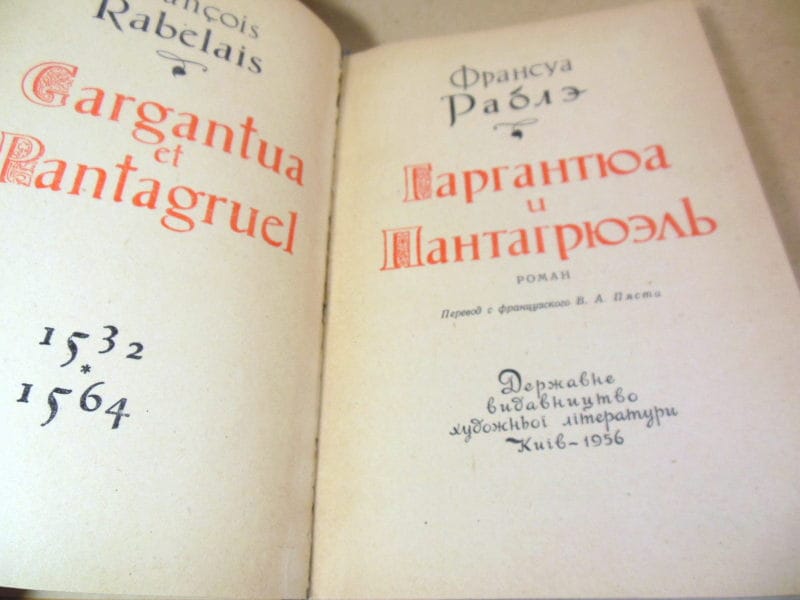 Rabelais
Gargantua
et
Pantagruel
1532
*
1564
Франсуа
Раблэ
Гаргантюа
и
Пантагрюэль
РОМАН
Перевод с французского В. А. Пяста
Державне
видавництво
художньої літератури
Київ – 1956